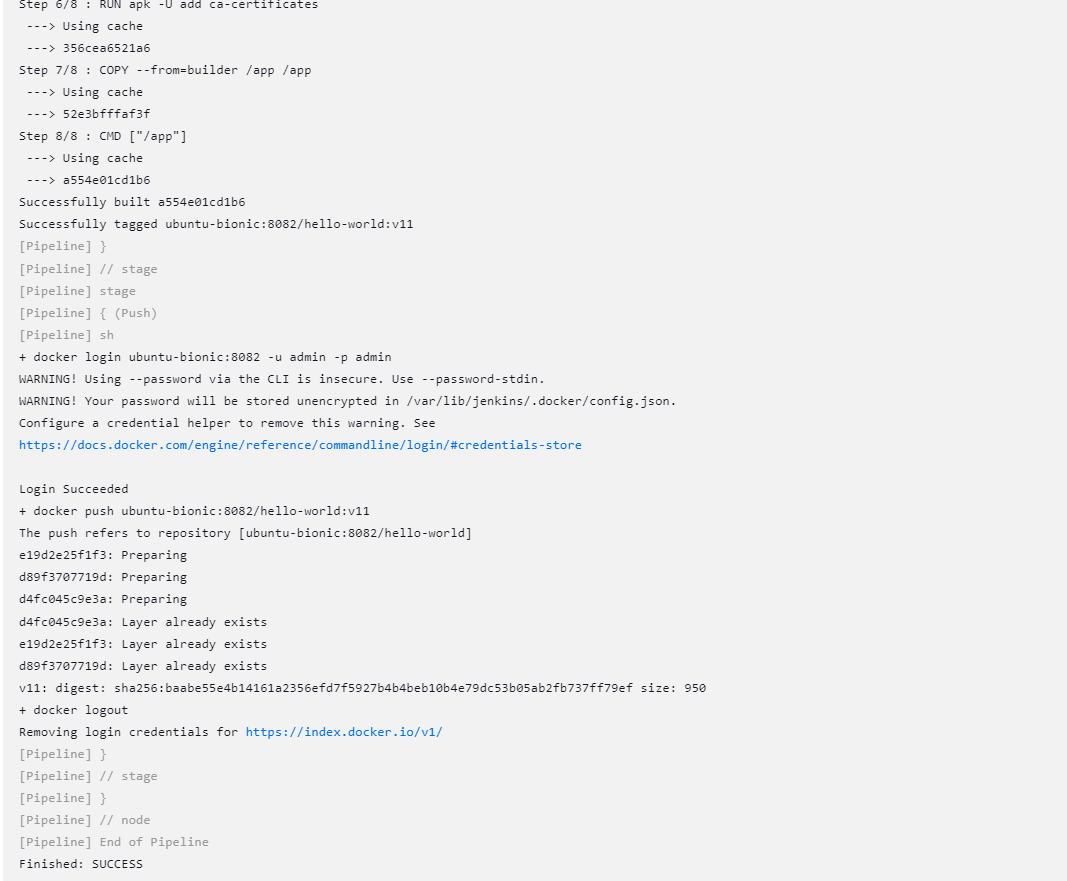 Step 6/8 : RUN apk -U add ca-certificates
 ---> Using cache
 ---> 356cea6521a6
Step 7/8 : COPY --from=builder /app /app
 ---> Using cache
 ---> 52e3bfffaf3f
Step 8/8 : CMD ["/app"]
 ---> Using cache
 ---> a554e01cd1b6
Successfully built a554e01cd1b6
Successfully tagged ubuntu-bionic:8082/hello-world:v11
[Pipeline] }
[Pipeline] // stage
[Pipeline] stage
[Pipeline] { (Push)
[Pipeline] sh
+ docker login ubuntu-bionic:8082 -u admin -p admin
WARNING! Using --password via the CLI is insecure. Use --password-stdin.
WARNING! Your password will be stored unencrypted in /var/lib/jenkins/.docker/config.json.
Configure a credential helper to remove this warning. See
https://docs.docker.com/engine/reference/commandline/login/#credentials-store

Login Succeeded
+ docker push ubuntu-bionic:8082/hello-world:v11
The push refers to repository [ubuntu-bionic:8082/hello-world]
e19d2e25f1f3: Preparing
d89f3707719d: Preparing
d4fc045c9e3a: Preparing
d4fc045c9e3a: Layer already exists
e19d2e25f1f3: Layer already exists
d89f3707719d: Layer already exists
v11: digest: sha256:baabe55e4b14161a2356efd7f5927b4b4beb10b4e79dc53b05ab2fb737ff79ef size: 950
+ docker logout
Removing login credentials for https://index.docker.io/v1/
[Pipeline] }
[Pipeline] // stage
[Pipeline] }
[Pipeline] // node
[Pipeline] End of Pipeline
Finished: SUCCESS